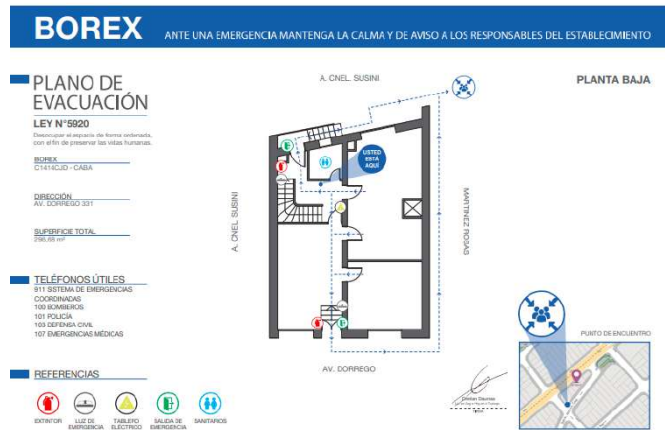 BOREX
ANTE UNA EMERGENCIA MANTENGA LA CALMA Y DE AVISO A LOS RESPONSABLES DEL ESTABLECIMIENTO
PLANO DE
EVACUACIÓN
LEY N°5920
Desocupar el espacio de forma ordenada,
con el fin de preservar las vidas humanas.
BOREX
C1414CJD - CABA
DIRECCIÓN
AV. DORREGO 331
SUPERFICIE TOTAL
298,68 m²
TELÉFONOS ÚTILES
911 SISTEMA DE EMERGENCIAS
COORDINADAS
100 BOMBEROS
101 POLICÍA
103 DEFENSA CIVIL
107 EMERGENCIAS MÉDICAS
REFERENCIAS
EXTINTOR
LUZ DE
EMERGENCIA
TABLERO
ELÉCTRICO
SALIDA DE
EMERGENCIA
SANITARIOS
A. CNEL. SUSINI
A. CNEL. SUSINI
USTED
ESTÁ
AQUÍ
MARTINEZ ROSAS
AV. DORREGO
PLANTA BAJA
PUNTO DE ENCUENTRO